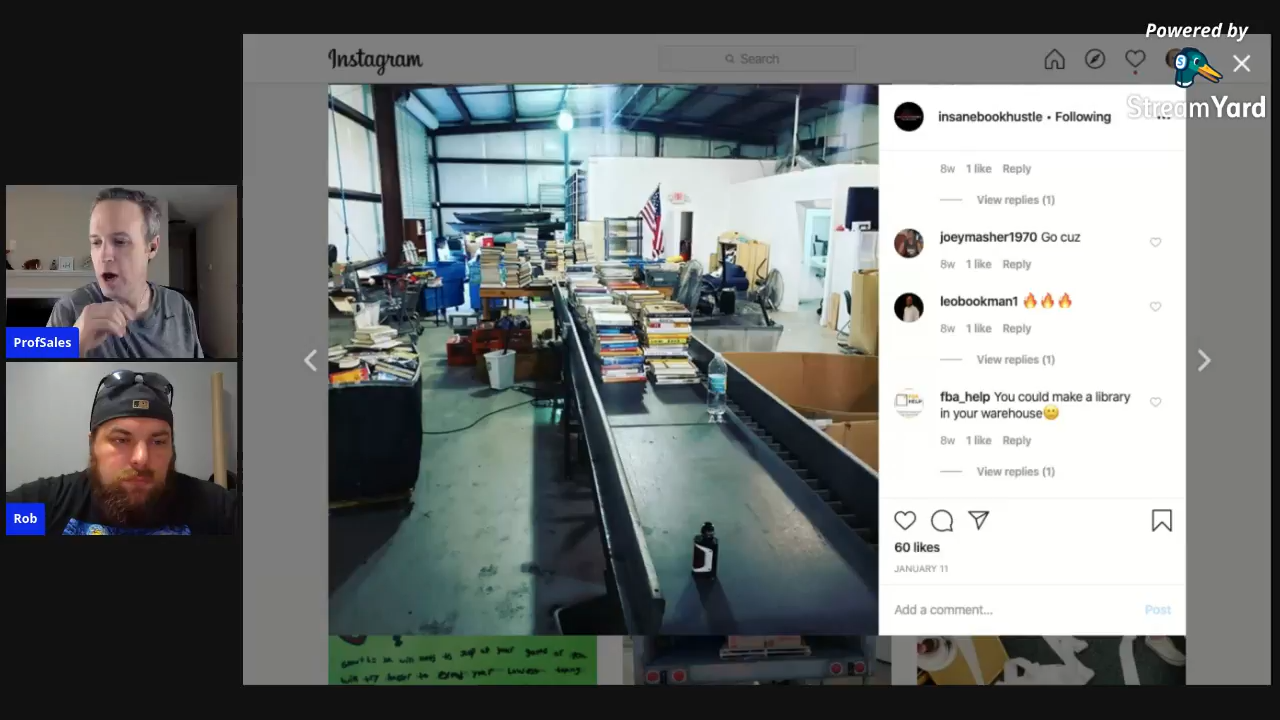 Powered by
StreamYard
Instagram
Search
insanebookhustle • Following
8w 1 like Reply
View replies (1)
joeymasher1970 Go cuz
8w 1 like Reply
leobookman1 🔥🔥🔥
8w 1 like Reply
View replies (1)
fba_help You could make a library
in your warehouse😀
8w 1 like Reply
View replies (1)
60 likes
JANUARY 11
Add a comment...
Post
ProfSales
Rob